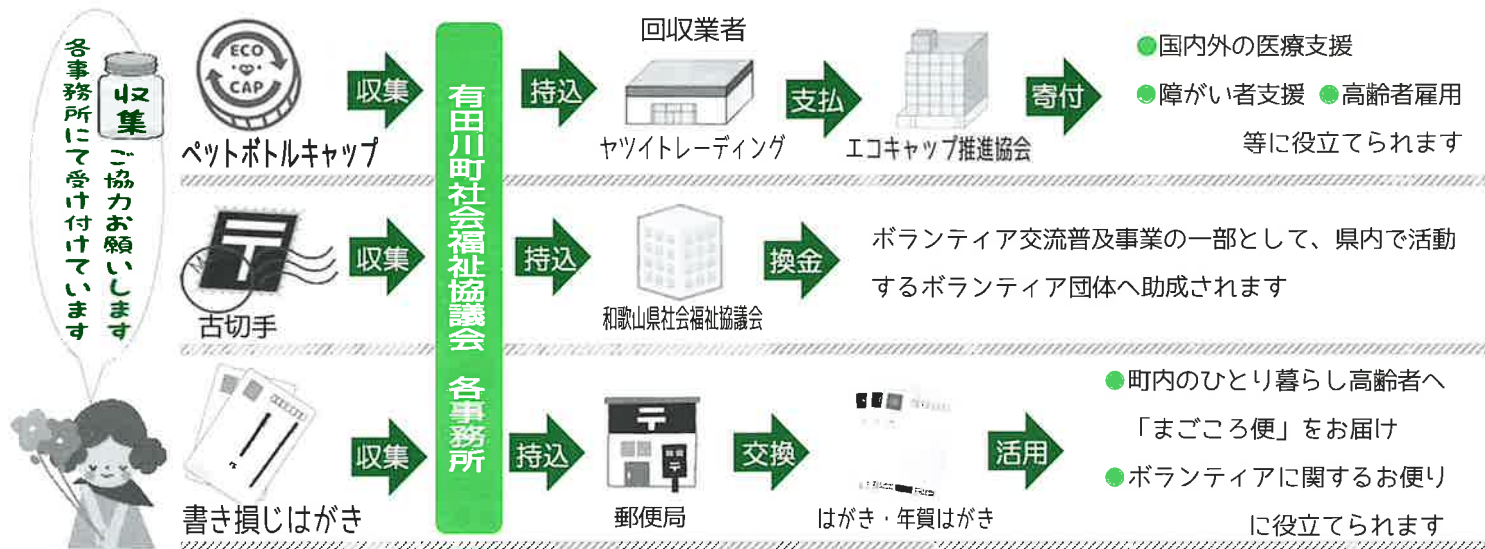 収集
ご協力お願いします
各事務所にて受け付けています
ECO
CAP
ペットボトルキャップ
収集
有田川町社会福祉協議会 各事務所
持込
回収業者
ヤツイトレーディング
支払
エコキャップ推進協会
寄付
●国内外の医療支援
●障がい者支援 ●高齢者雇用
等に役立てられます
〒
古切手
収集
持込
和歌山県社会福祉協議会
換金
ボランティア交流普及事業の一部として、県内で活動
するボランティア団体へ助成されます
書き損じはがき
収集
持込
〒
郵便局
交換
はがき・年賀はがき
活用
●町内のひとり暮らし高齢者へ
「まごころ便」をお届け
●ボランティアに関するお便り
に役立てられます